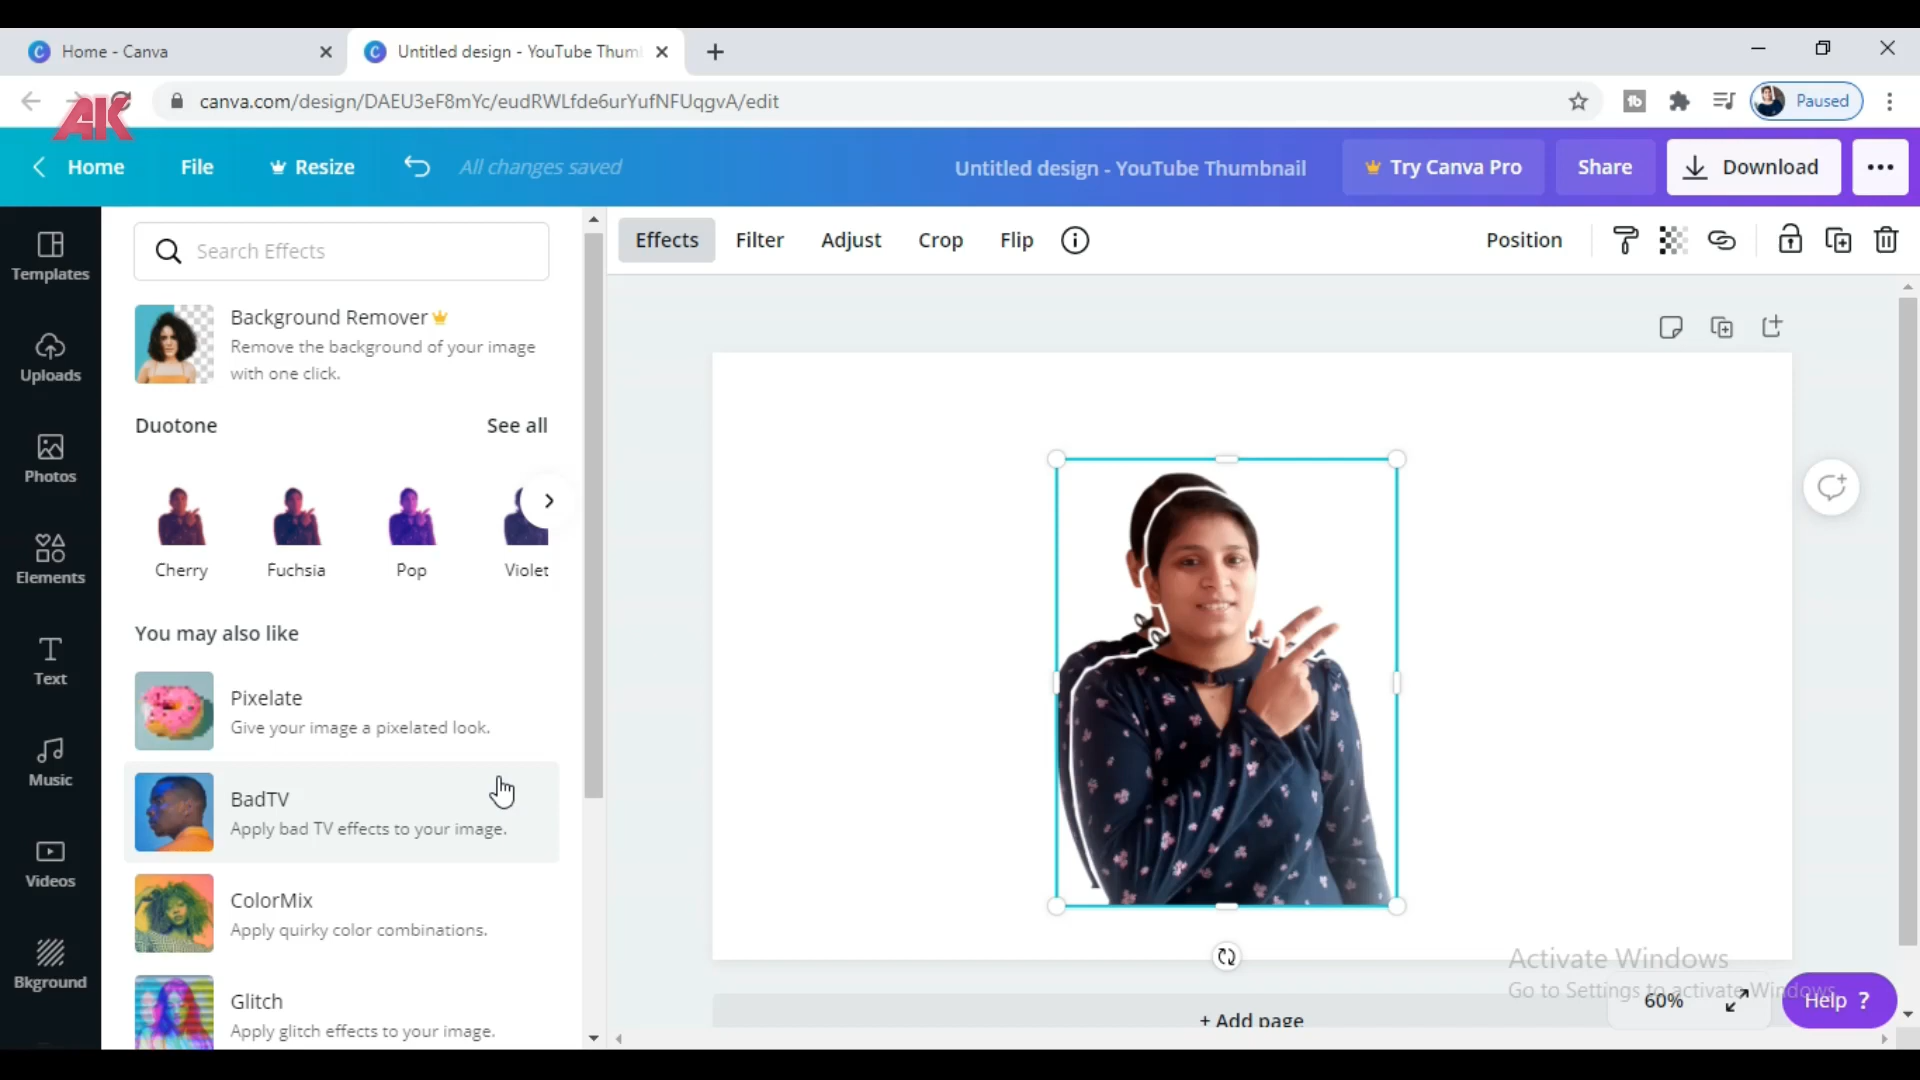 Home - Canva
Untitled design - YouTube Thum
canva.com/design/DAEU3eF8mYc/eudRWLfde6urYufNFUqgvA/edit
Paused
AK
Home
File
Resize
All changes saved
Untitled design - YouTube Thumbnail
Try Canva Pro
Share
Download
Templates
Uploads
Photos
Elements
Text
Music
Videos
Bkground
Search Effects
Background Remover
Remove the background of your image
with one click.
Duotone
See all
Cherry
Fuchsia
Pop
Violet
You may also like
Pixelate
Give your image a pixelated look.
BadTV
Apply bad TV effects to your image.
ColorMix
Apply quirky color combinations.
Glitch
Apply glitch effects to your image.
Effects
Filter
Adjust
Crop
Flip
Position
+ Add page
Activate Windows
Go to Settings to activate Windows.
60%
Help ?